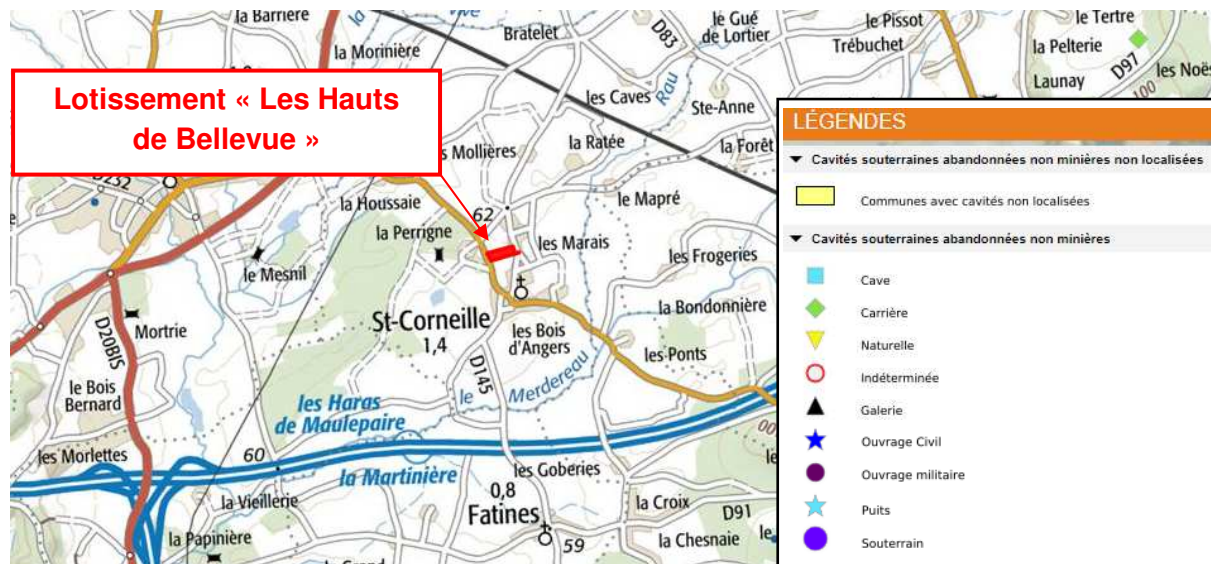 la Barrière
Bratelet
D83
le Gué
de Lortier
le Pissot
Trébuchet
le Tertre
la Pelterie
D97
Launay
100
les Noës
la Morinière
Lotissement « Les Hauts
de Bellevue »
les Caves
Rau
Ste-Anne
Mollières
la Ratée
la Forêt
D232
la Houssaie
62
le Mapré
la Perrigne
les Marais
les Frogeries
le Mesnil
la Bondonnière
D20BIS
Mortrie
St-Corneille
1,4
les Bois
d'Angers
les Ponts
D145
le Merdereau
le Bois
Bernard
les Haras
de Maulepaire
les Morlettes
60
la Martinière
les Goberies
la Vieillerie
0,8
Fatines
59
la Croix
D91
la Papinière
la Chesnaie
le
LÉGENDES
Cavités souterraines abandonnées non minières non localisées
Communes avec cavités non localisées
Cavités souterraines abandonnées non minières
Cave
Carrière
Naturelle
Indéterminée
Galerie
Ouvrage Civil
Ouvrage militaire
Puits
Souterrain